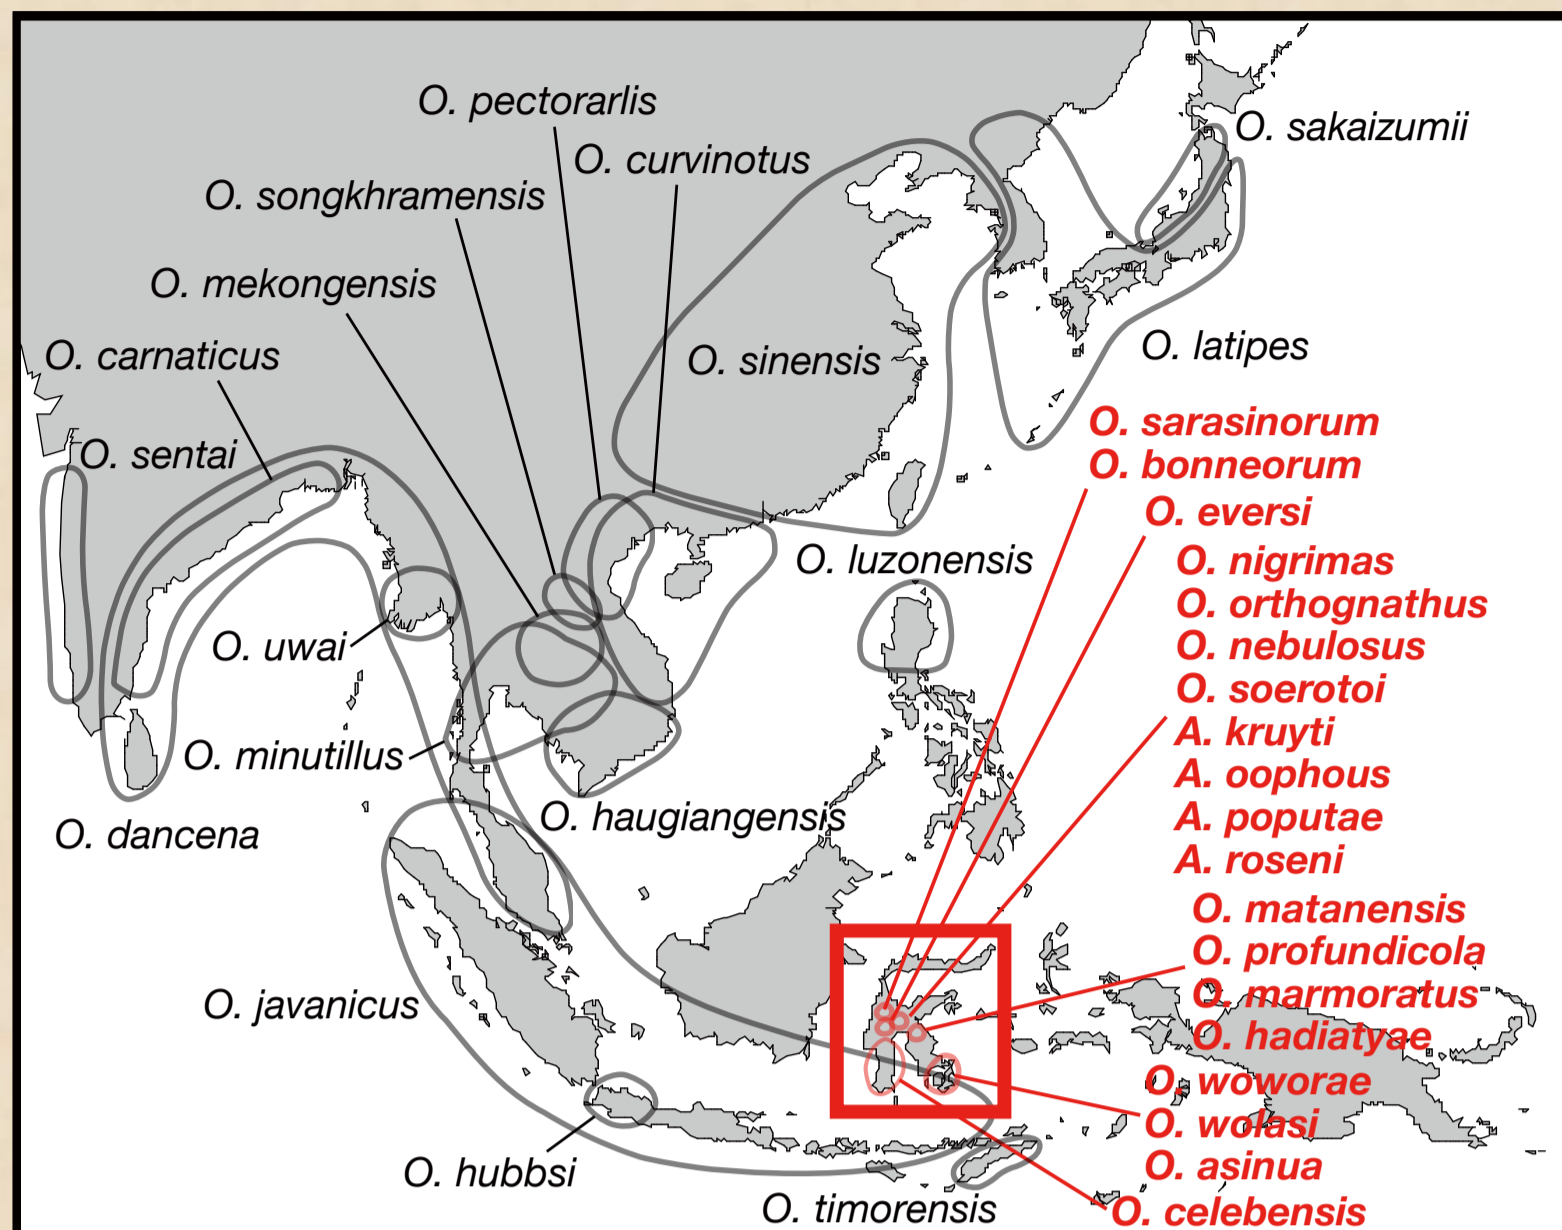 O. pectorarlis
O. curvinotus
O. songkhramensis
O. mekongensis
O. carnaticus
O. sentai
O. sakaizumii
O. sinensis
O. latipes
O. uwai
O. minutillus
O. dancena
O. luzonensis
O. haugiangensis
O. javanicus
O. hubbsi
O. timorensis
O. sarasinorum
O. bonneorum
O. eversi
O. nigrimas
O. orthognathus
O. nebulosus
O. soerotoi
A. kruyti
A. oophous
A. poputae
A. roseni
O. matanensis
O. profundicola
O. marmoratus
O. hadiatyae
O. woworae
O. wolasi
O. asinua
O. celebensis